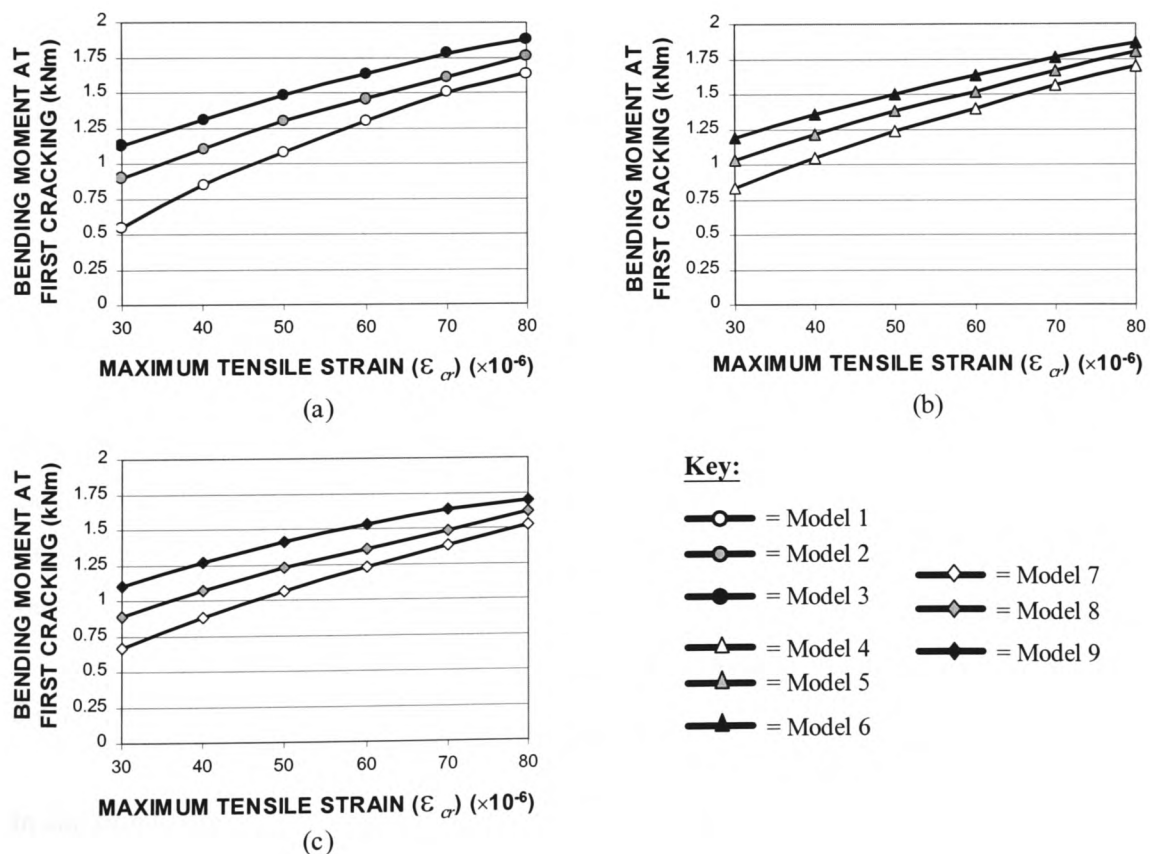 2
1.75
1.5
1.25
1
0.75
0.5
0.25
0
BENDING MOMENT AT
FIRST CRACKING (kNm)
30 40 50 60 70 80
MAXIMUM TENSILE STRAIN (ε cr) (×10-6)
(a)
2
1.75
1.5
1.25
1
0.75
0.5
0.25
0
BENDING MOMENT AT
FIRST CRACKING (kNm)
30 40 50 60 70 80
MAXIMUM TENSILE STRAIN (ε cr) (×10-6)
(b)
2
1.75
1.5
1.25
1
0.75
0.5
0.25
0
BENDING MOMENT AT
FIRST CRACKING (kNm)
30 40 50 60 70 80
MAXIMUM TENSILE STRAIN (ε cr) (×10-6)
(c)
Key:
= Model 1
= Model 2
= Model 3
= Model 4
= Model 5
= Model 6
= Model 7
= Model 8
= Model 9